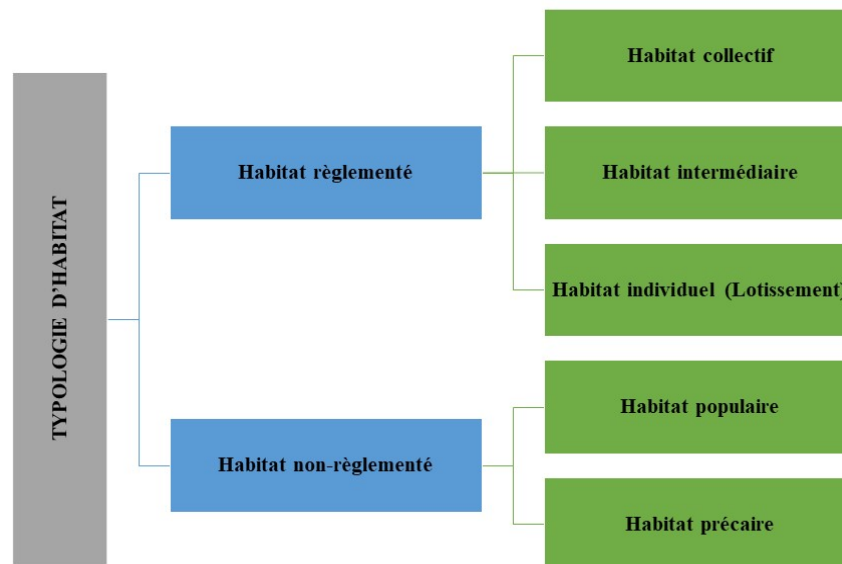 TYPOLOGIE D'HABITAT
Habitat règlementé
Habitat collectif
Habitat intermédiaire
Habitat individuel (Lotissement)
Habitat non-règlementé
Habitat populaire
Habitat précaire